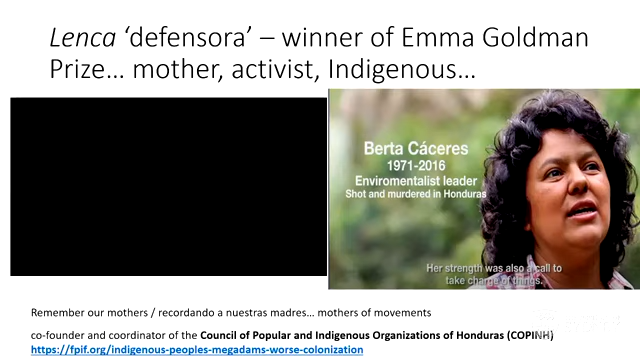 Lenca ‘defensora’ – winner of Emma Goldman
Prize… mother, activist, Indigenous…
Berta Cáceres
1971-2016
Enviromentalist leader
Shot and murdered in Honduras
Her strength was also a call to
take charge of things.
Remember our mothers / recordando a nuestras madres… mothers of movements
co-founder and coordinator of the Council of Popular and Indigenous Organizations of Honduras (COPINH)
https://fpif.org/indigenous-peoples-megadams-worse-colonization